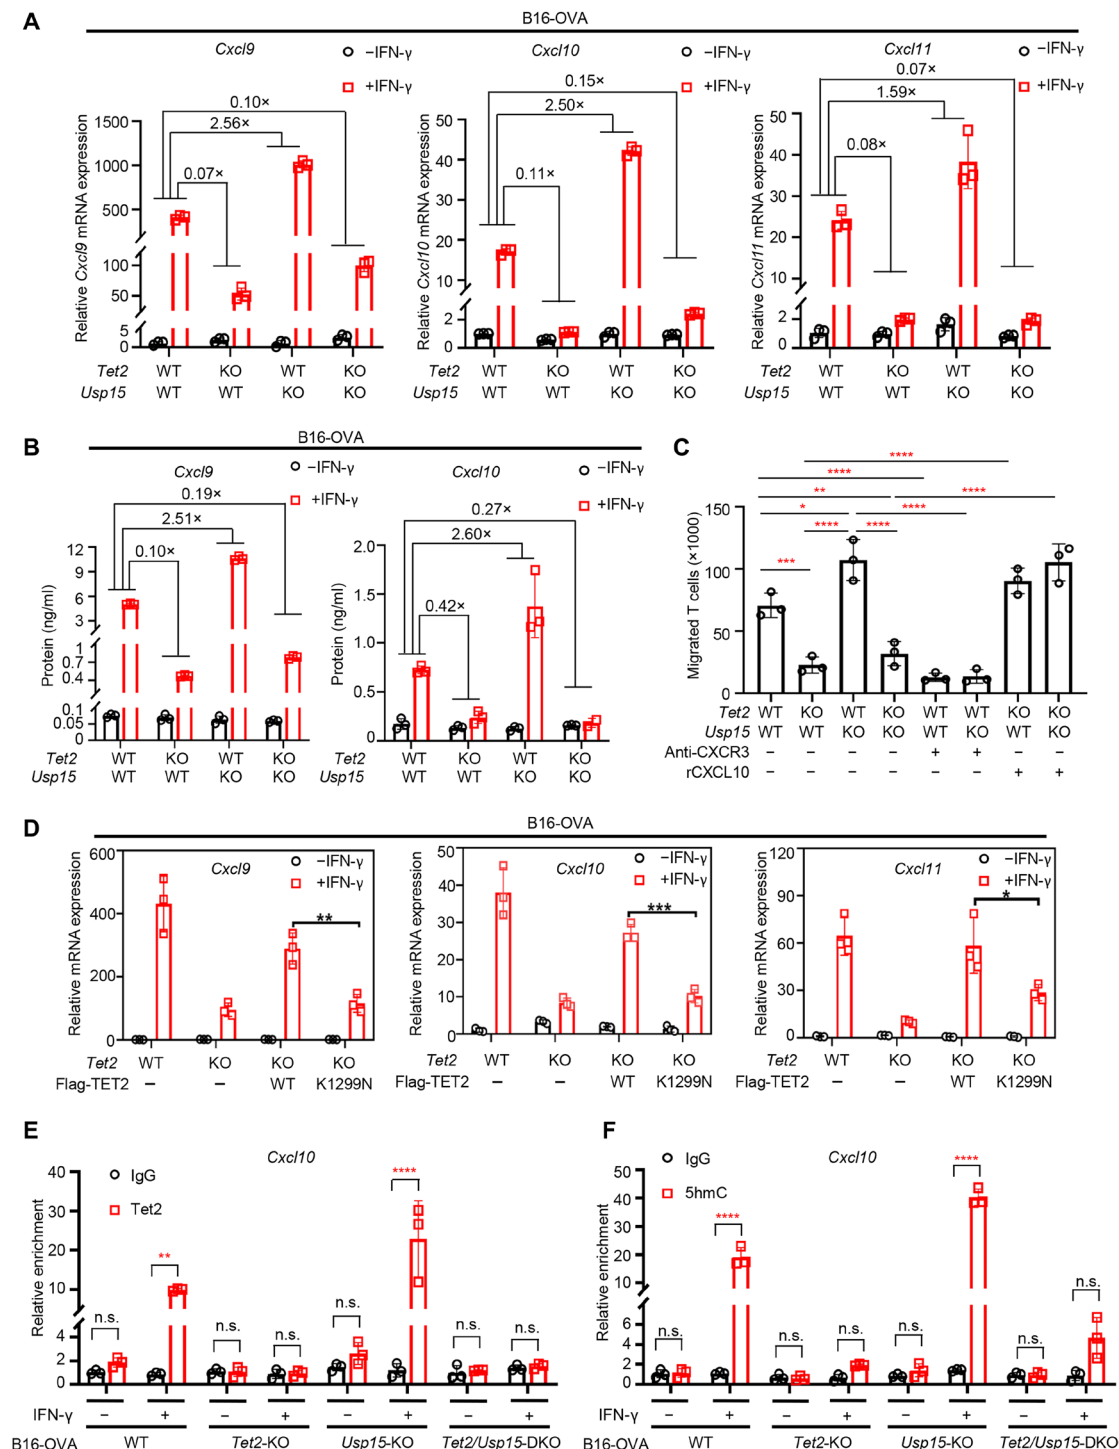 A
B16-OVA
Cxcl9
−IFN-γ
+IFN-γ
0.10×
2.56×
0.07×
Relative Cxcl9 mRNA expression
1500
1000
500
100
50
5
0
Tet2 WT KO WT KO
Usp15 WT WT KO KO
Cxcl10
−IFN-γ
+IFN-γ
0.15×
2.50×
0.11×
Relative Cxcl10 mRNA expression
50
40
30
20
10
2
0
Tet2 WT KO WT KO
Usp15 WT WT KO KO
Cxcl11
−IFN-γ
+IFN-γ
0.07×
1.59×
0.08×
Relative Cxcl11 mRNA expression
50
40
30
20
10
2
0
Tet2 WT KO WT KO
Usp15 WT WT KO KO
B
B16-OVA
Cxcl9
−IFN-γ
+IFN-γ
0.19×
2.51×
0.10×
Protein (ng/ml)
12
9
6
3
1
0.7
0.4
0.1
0.05
0
Tet2 WT KO WT KO
Usp15 WT WT KO KO
Cxcl10
−IFN-γ
+IFN-γ
0.27×
2.60×
0.42×
Protein (ng/ml)
2.0
1.5
1.0
0.5
0
Tet2 WT KO WT KO
Usp15 WT WT KO KO
C
****
****
** ****
* ****
**** ****
***
Migrated T cells (×1000)
150
100
50
0
Tet2 WT KO WT KO WT WT KO KO
Usp15 WT WT KO KO WT KO WT KO
Anti-CXCR3 − − − − + + − −
rCXCL10 − − − − − − + +
D
B16-OVA
Cxcl9
−IFN-γ
+IFN-γ
**
Relative mRNA expression
600
400
200
0
Tet2 WT KO KO KO
Flag-TET2 − − WT K1299N
Cxcl10
−IFN-γ
+IFN-γ
***
Relative mRNA expression
50
40
30
20
10
0
Tet2 WT KO KO KO
Flag-TET2 − − WT K1299N
Cxcl11
−IFN-γ
+IFN-γ
*
Relative mRNA expression
120
90
60
30
0
Tet2 WT KO KO KO
Flag-TET2 − − WT K1299N
E
Cxcl10
IgG
Tet2
Relative enrichment
40
30
20
10
4
2
0
n.s. ** n.s. n.s. n.s. **** n.s. n.s.
IFN-γ − + − + − + − +
B16-OVA WT Tet2-KO Usp15-KO Tet2/Usp15-DKO
F
Cxcl10
IgG
5hmC
Relative enrichment
50
40
30
20
10
6
4
2
0
n.s. **** n.s. n.s. n.s. **** n.s. n.s.
IFN-γ − + − + − + − +
B16-OVA WT Tet2-KO Usp15-KO Tet2/Usp15-DKO